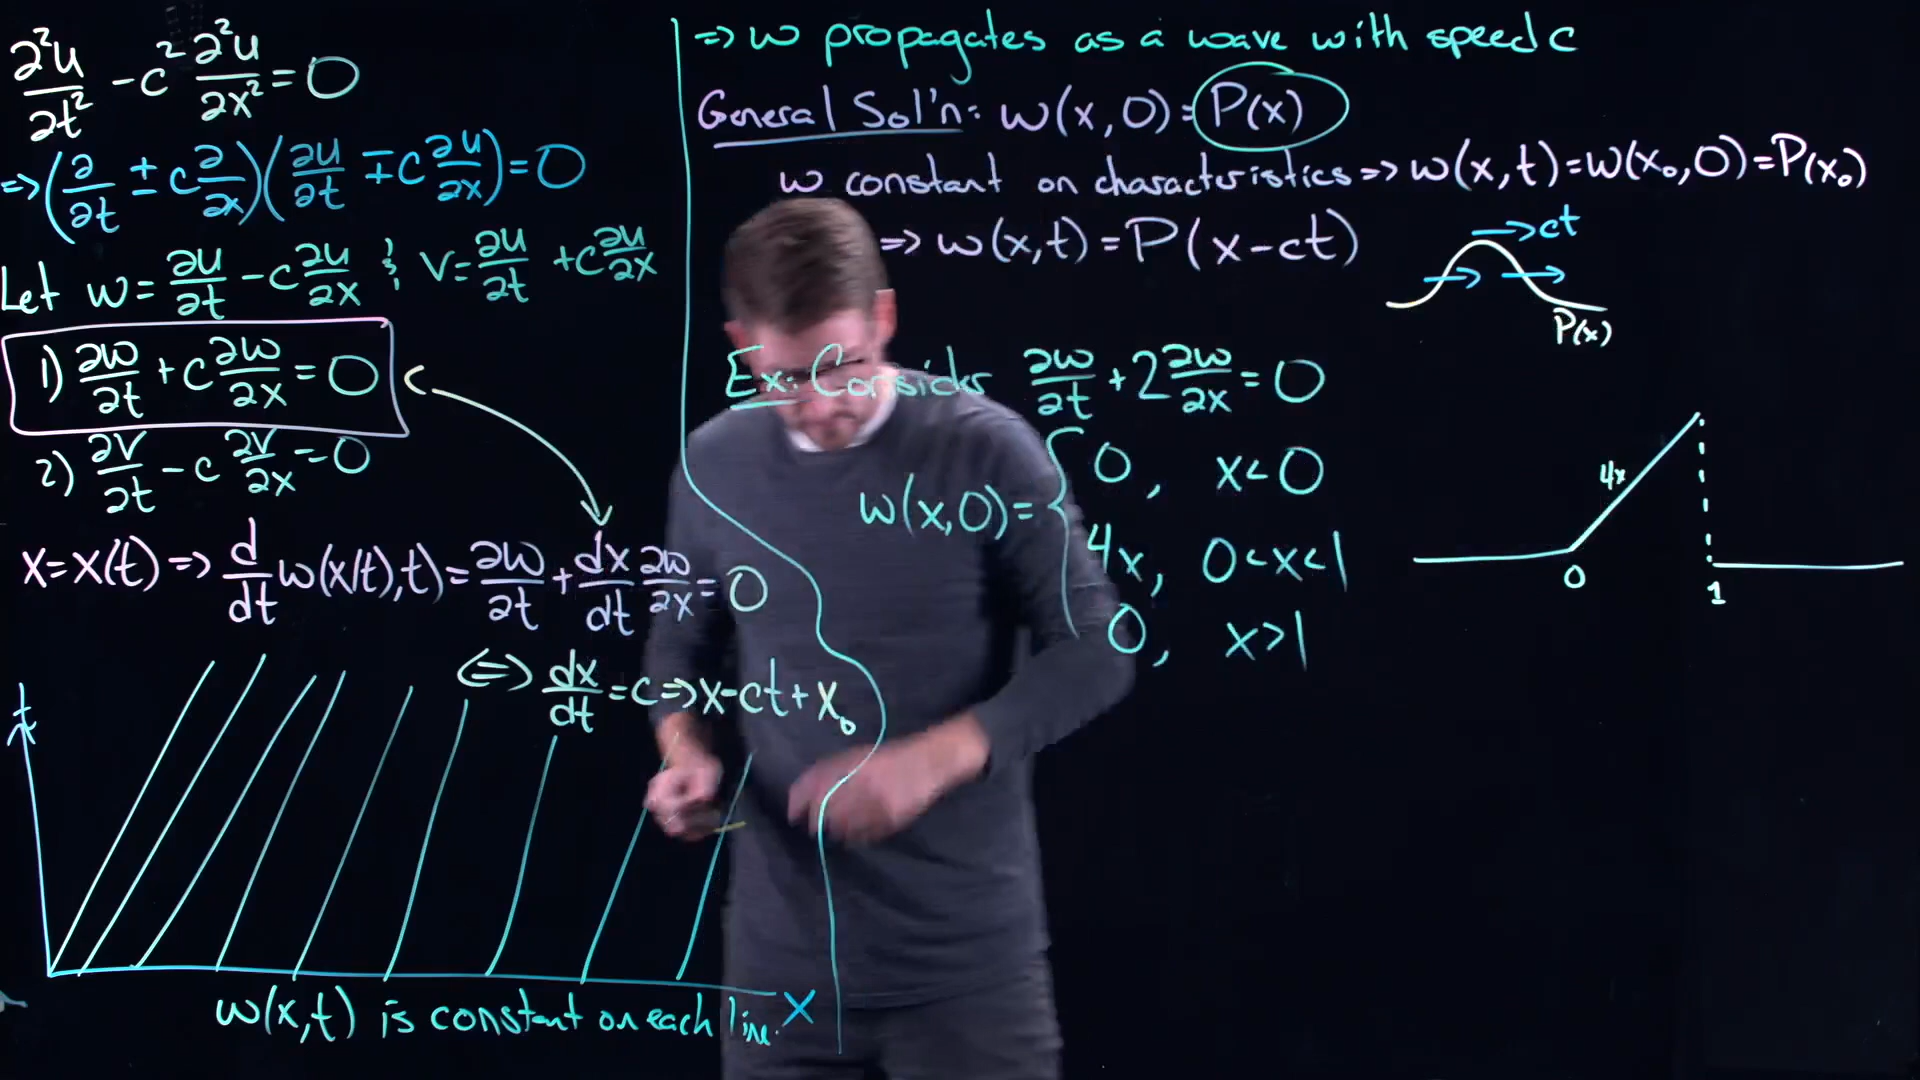 ∂²u/∂t² - c² ∂²u/∂x² = 0
=> (∂/∂t ± c ∂/∂x)(∂u/∂t ∓ c ∂u/∂x) = 0
Let w = ∂u/∂t - c ∂u/∂x & v = ∂u/∂t + c ∂u/∂x
1) ∂w/∂t + c ∂w/∂x = 0
2) ∂v/∂t - c ∂v/∂x = 0
x = x(t) => d/dt w(x(t), t) = ∂w/∂t + dx/dt ∂w/∂x = 0
<=> dx/dt = c => x - ct + x₀
t
x
w(x,t) is constant on each line.
=> w propagates as a wave with speed c
General Sol'n: w(x,0) = P(x)
w constant on characteristics => w(x,t) = w(x₀,0) = P(x₀)
=> w(x,t) = P(x-ct)
ct
P(x)
Ex: Consider ∂w/∂t + 2 ∂w/∂x = 0
w(x,0) = {
0, x<0
4x, 0<x<1
0, x>1
4x
0
1